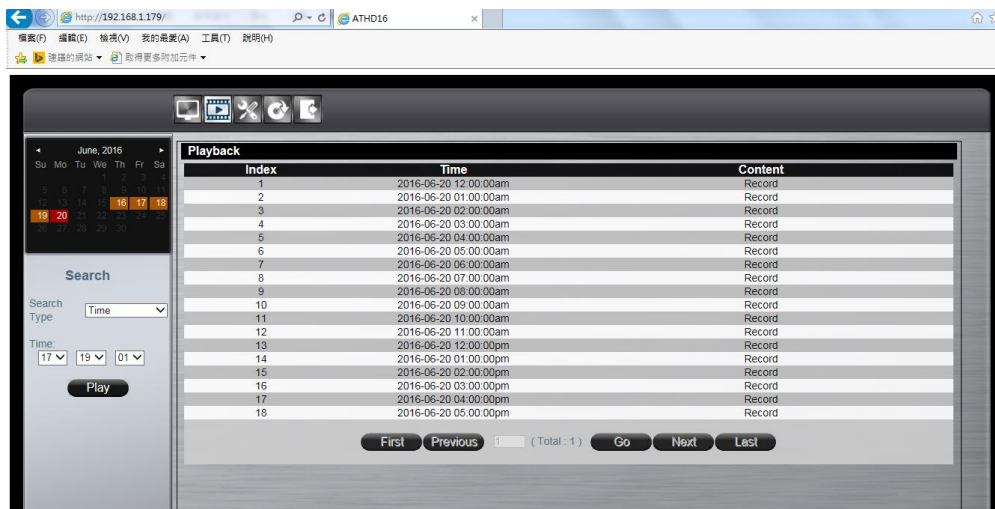 http://192.168.1.179/
ATHD16
檔案(F) 編輯(E) 檢視(V) 我的最愛(A) 工具(T) 說明(H)
建議的網站 取得更多附加元件
June, 2016
Su Mo Tu We Th Fr Sa
1 2 3 4
5 6 7 8 9 10 11
12 13 14 15 16 17 18
19 20 21 22 23 24 25
26 27 28 29 30
Search
Search Type
Time
Time:
17 19 01
Play
Playback
Index Time Content
1 2016-06-20 12:00:00am Record
2 2016-06-20 01:00:00am Record
3 2016-06-20 02:00:00am Record
4 2016-06-20 03:00:00am Record
5 2016-06-20 04:00:00am Record
6 2016-06-20 05:00:00am Record
7 2016-06-20 06:00:00am Record
8 2016-06-20 07:00:00am Record
9 2016-06-20 08:00:00am Record
10 2016-06-20 09:00:00am Record
11 2016-06-20 10:00:00am Record
12 2016-06-20 11:00:00am Record
13 2016-06-20 12:00:00pm Record
14 2016-06-20 01:00:00pm Record
15 2016-06-20 02:00:00pm Record
16 2016-06-20 03:00:00pm Record
17 2016-06-20 04:00:00pm Record
18 2016-06-20 05:00:00pm Record
First Previous 1 ( Total : 1 ) Go Next Last